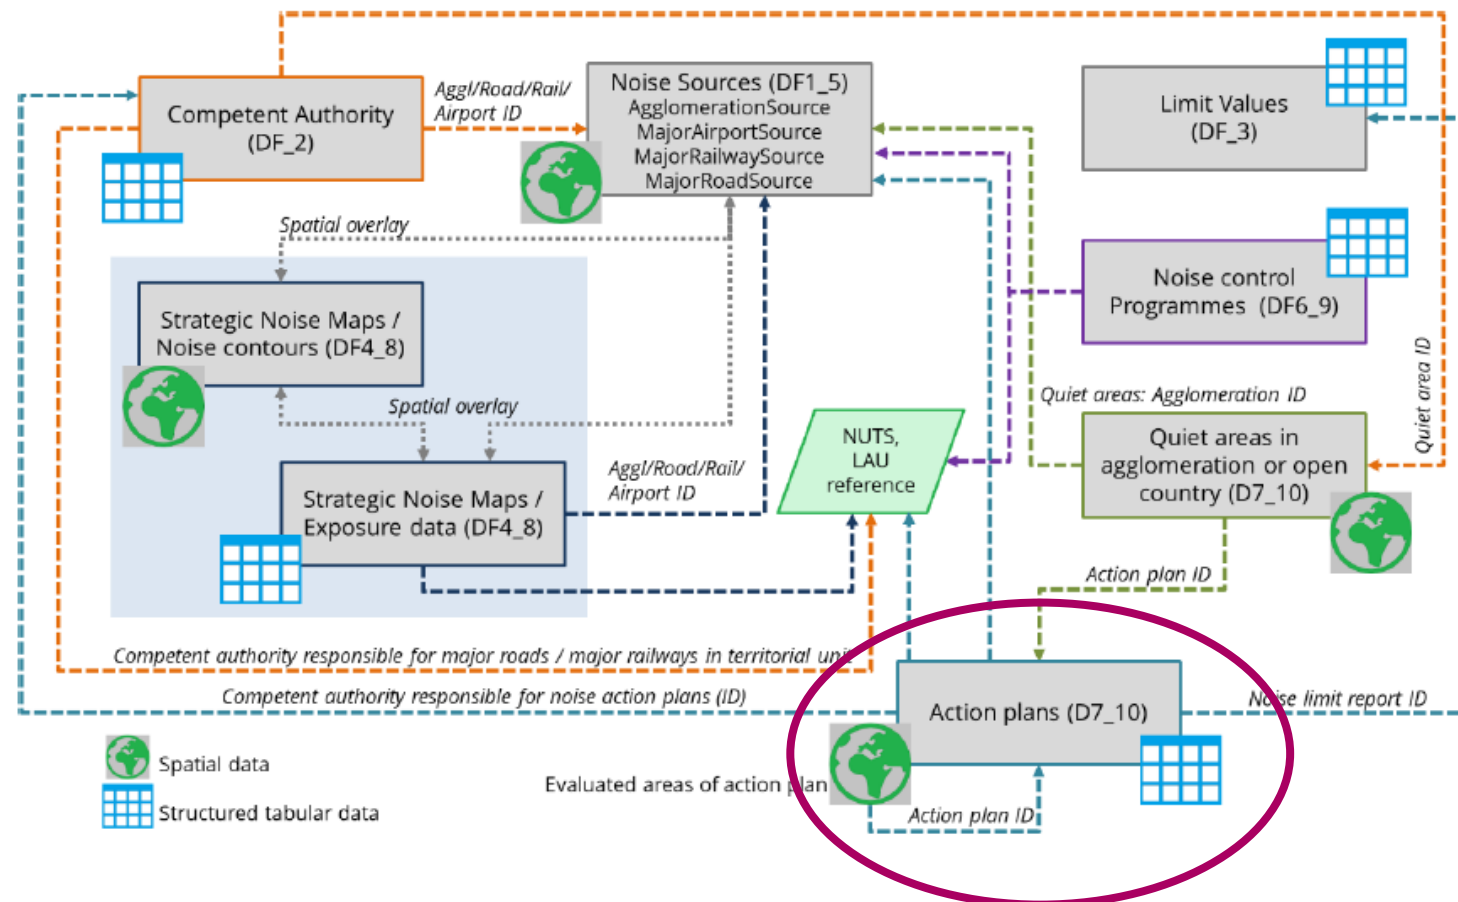 Aggl/Road/Rail/
Airport ID
Competent Authority
(DF_2)
Noise Sources (DF1_5)
AgglomerationSource
MajorAirportSource
MajorRailwaySource
MajorRoadSource
Limit Values
(DF_3)
Spatial overlay
Strategic Noise Maps /
Noise contours (DF4_8)
Noise control
Programmes (DF6_9)
Quiet area ID
Spatial overlay
Quiet areas: Agglomeration ID
NUTS,
LAU
reference
Quiet areas in
agglomeration or open
country (D7_10)
Aggl/Road/Rail/
Airport ID
Strategic Noise Maps /
Exposure data (DF4_8)
Action plan ID
Competent authority responsible for major roads / major railways in territorial unit
Competent authority responsible for noise action plans (ID)
Action plans (D7_10)
Noise limit report ID
Spatial data
Evaluated areas of action plan
Structured tabular data
Action plan ID